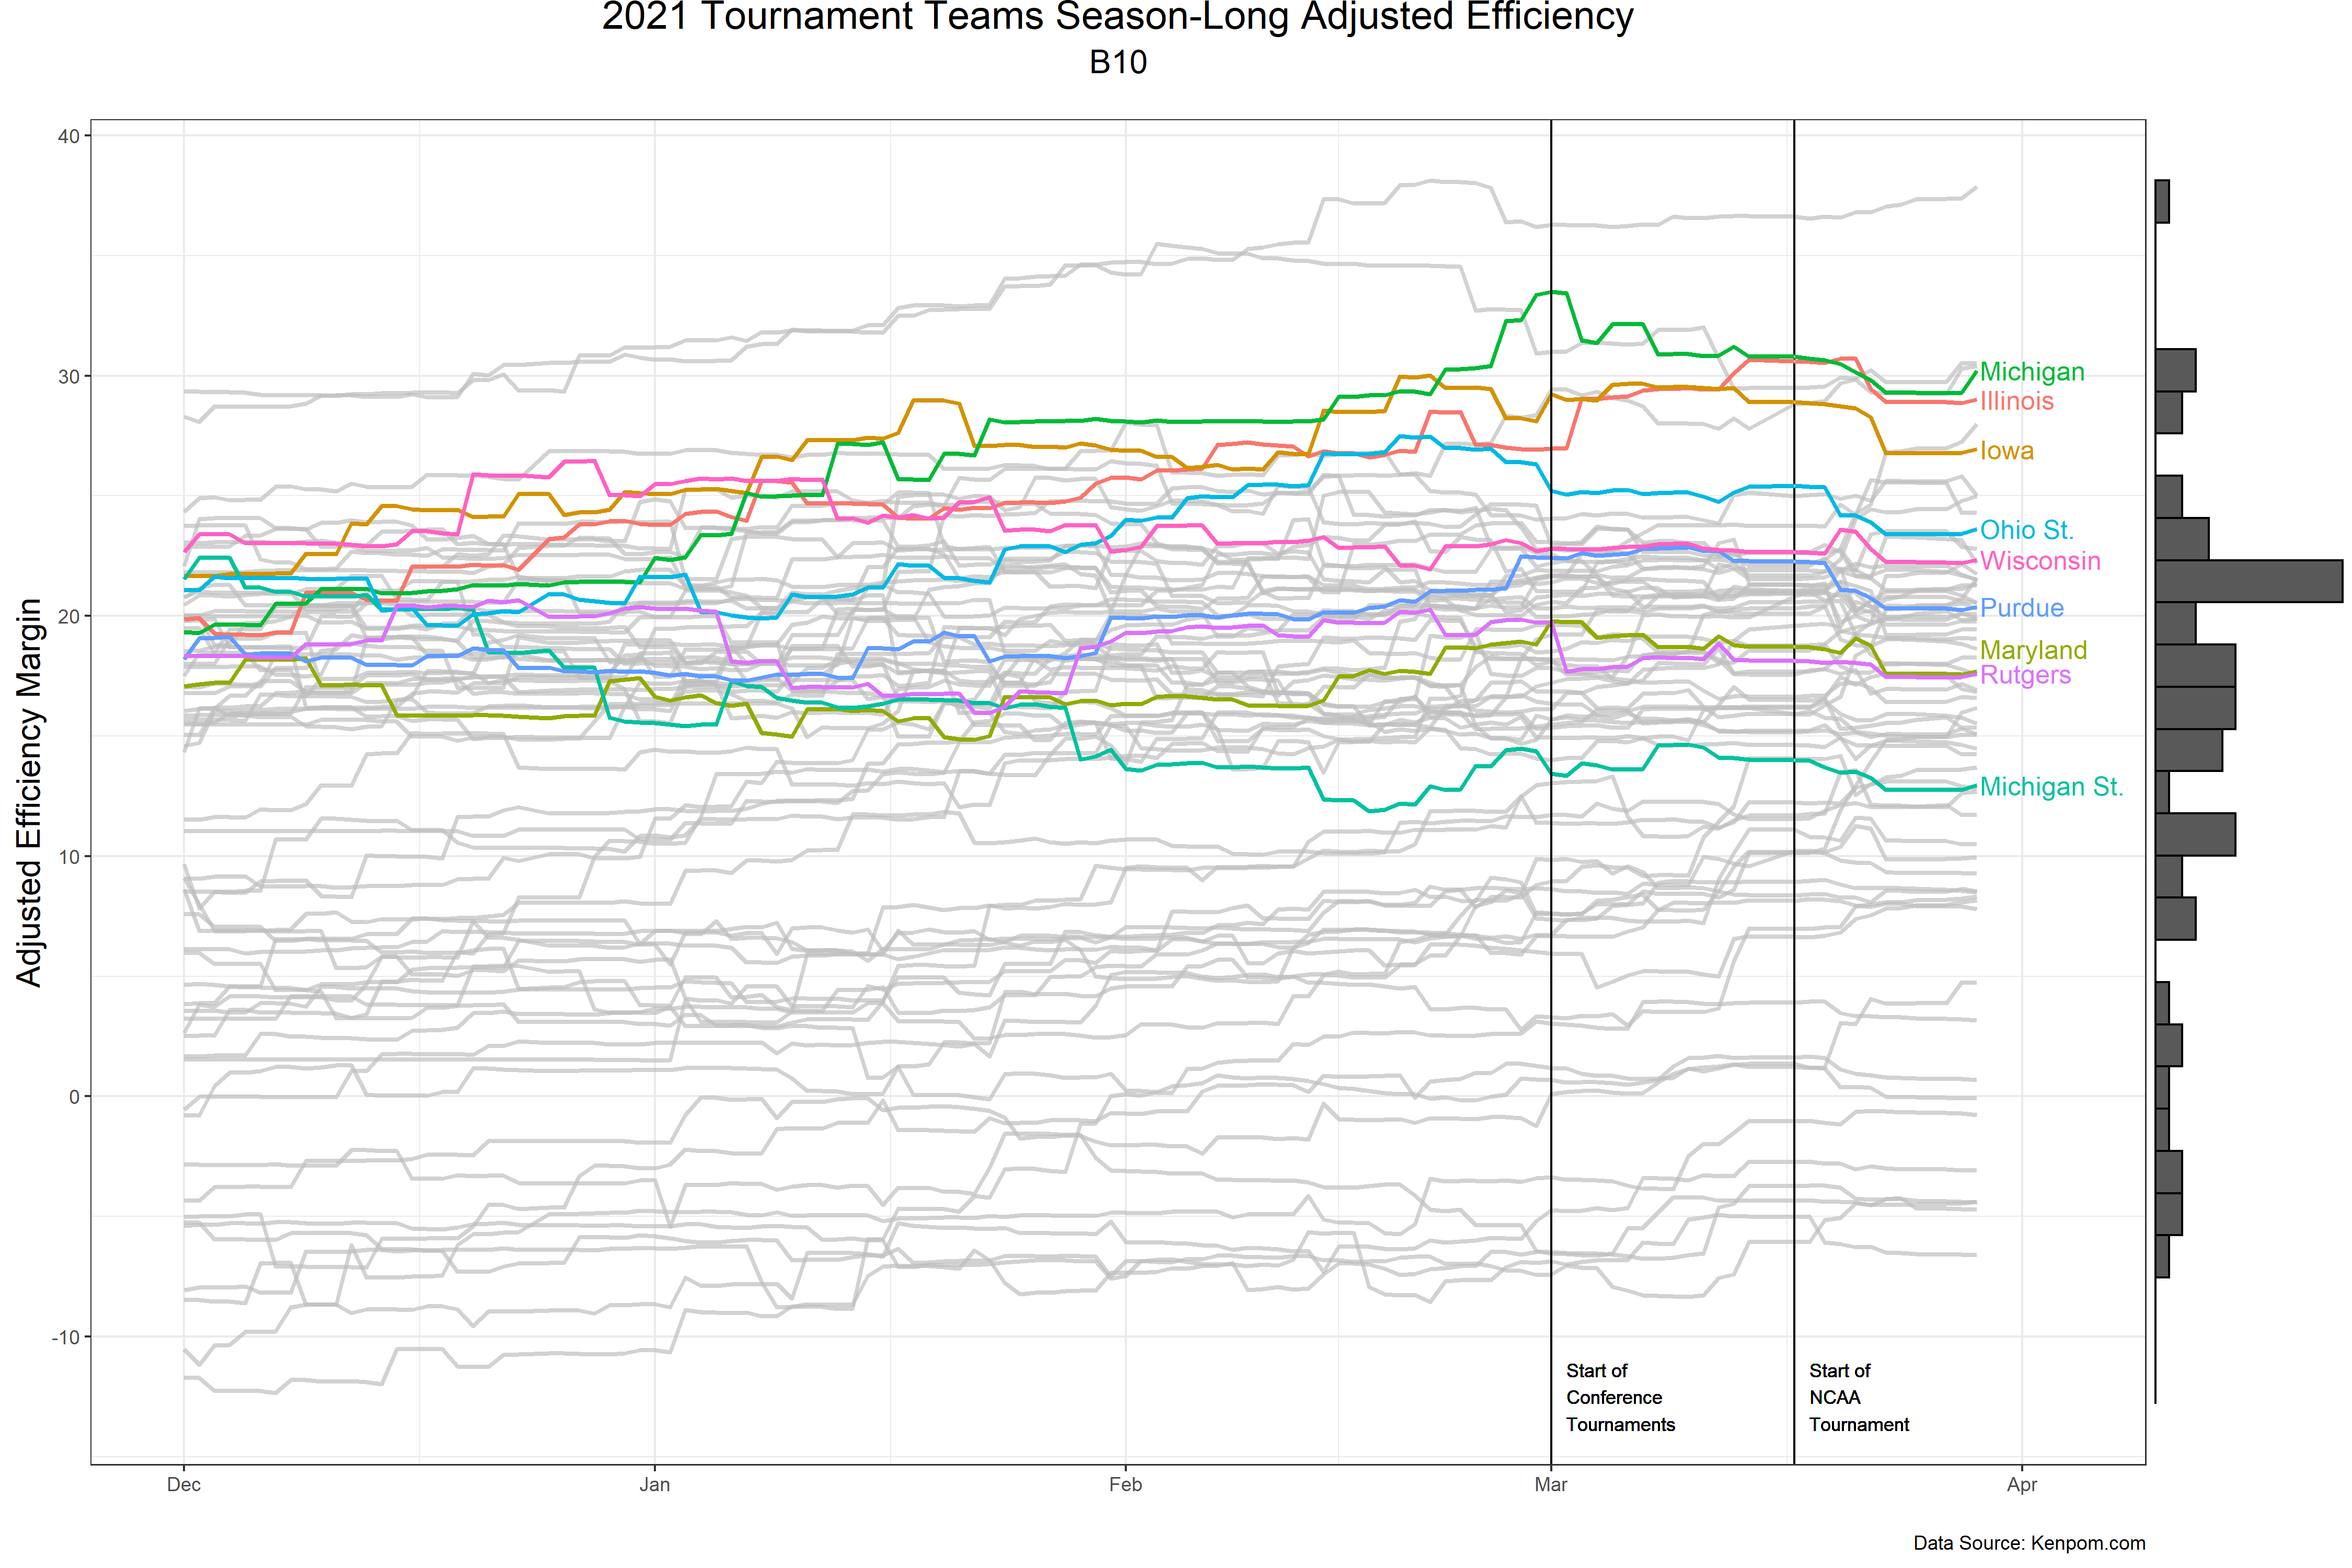 2021 Tournament Teams Season-Long Adjusted Efficiency
B10
Adjusted Efficiency Margin
40
30
20
10
0
-10
Michigan
Illinois
Iowa
Ohio St.
Wisconsin
Purdue
Maryland
Rutgers
Michigan St.
Start of
Conference
Tournaments
Start of
NCAA
Tournament
Dec
Jan
Feb
Mar
Apr
Data Source: Kenpom.com